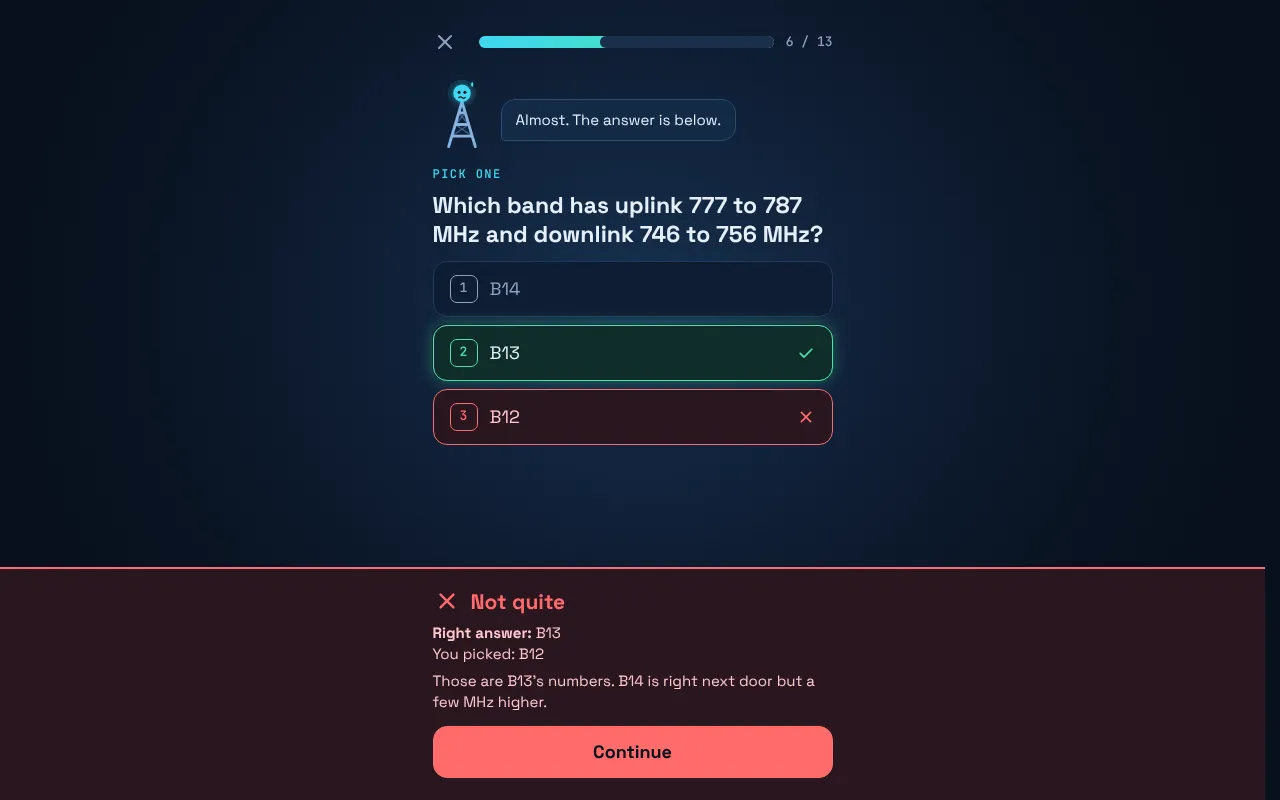 6 / 13
Almost. The answer is below.
PICK ONE
Which band has uplink 777 to 787
MHz and downlink 746 to 756 MHz?
1 B14
2 B13
3 B12
Not quite
Right answer: B13
You picked: B12
Those are B13's numbers. B14 is right next door but a
few MHz higher.
Continue